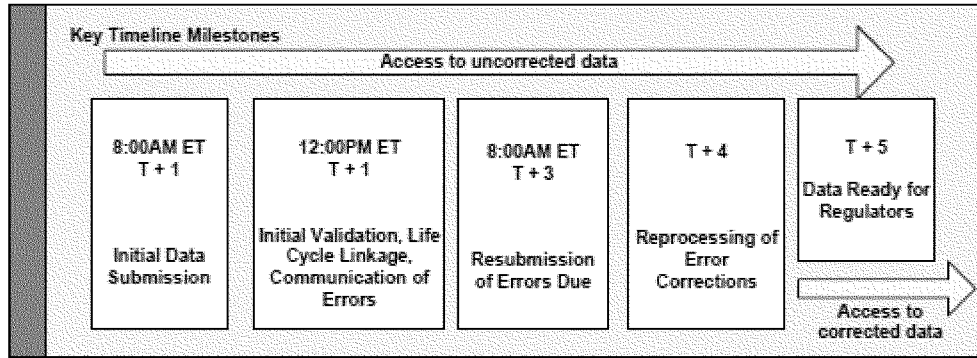 Key Timeline Milestones
Access to uncorrected data
8:00AM ET
T + 1
Initial Data
Submission
12:00PM ET
T + 1
Initial Validation, Life
Cycle Linkage,
Communication of
Errors
8:00AM ET
T + 3
Resubmission
of Errors Due
T + 4
Reprocessing of
Error
Corrections
T + 5
Data Ready for
Regulators
Access to
corrected data